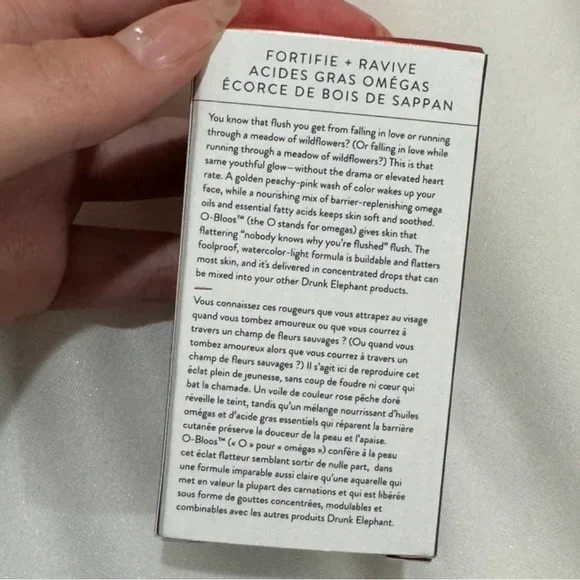 FORTIFIE + RAVIVE
ACIDES GRAS OMÉGAS
ÉCORCE DE BOIS DE SAPPAN
You know that flush you get from falling in love or running
through a meadow of wildflowers? (Or falling in love while
running through a meadow of wildflowers?) This is that
same youthful glow—without the drama or elevated heart
rate. A golden peachy-pink wash of color wakes up your
face, while a nourishing mix of barrier-replenishing omega
oils and essential fatty acids keeps skin soft and soothed.
O-Bloos™ (the O stands for omegas) gives skin that
flattering "nobody knows why you're flushed" flush. The
foolproof, watercolor-light formula is buildable and flatters
most skin, and it's delivered in concentrated drops that can
be mixed into your other Drunk Elephant products.
Vous connaissez ces rougeurs que vous attrapez au visage
quand vous tombez amoureux ou que vous courrez à
travers un champ de fleurs sauvages ? (Ou quand vous
tombez amoureux alors que vous courrez à travers un
champ de fleurs sauvages ?) Il s'agit ici de reproduire cet
éclat plein de jeunesse, sans coup de foudre ni cœur qui
bat la chamade. Un voile de couleur rose pêche doré
réveille le teint, tandis qu'un mélange nourrissant d'huiles
omégas et d'acide gras essentiels qui réparent la barrière
cutanée préserve la douceur de la peau et l'apaise.
O-Bloos™ (« O » pour « omégas ») confère à la peau
cet éclat flatteur semblant sortir de nulle part, dans
une formule imparable aussi claire qu'une aquarelle qui
met en valeur la plupart des carnations et qui est libérée
sous forme de gouttes concentrées, modulables et
combinables avec les autres produits Drunk Elephant.